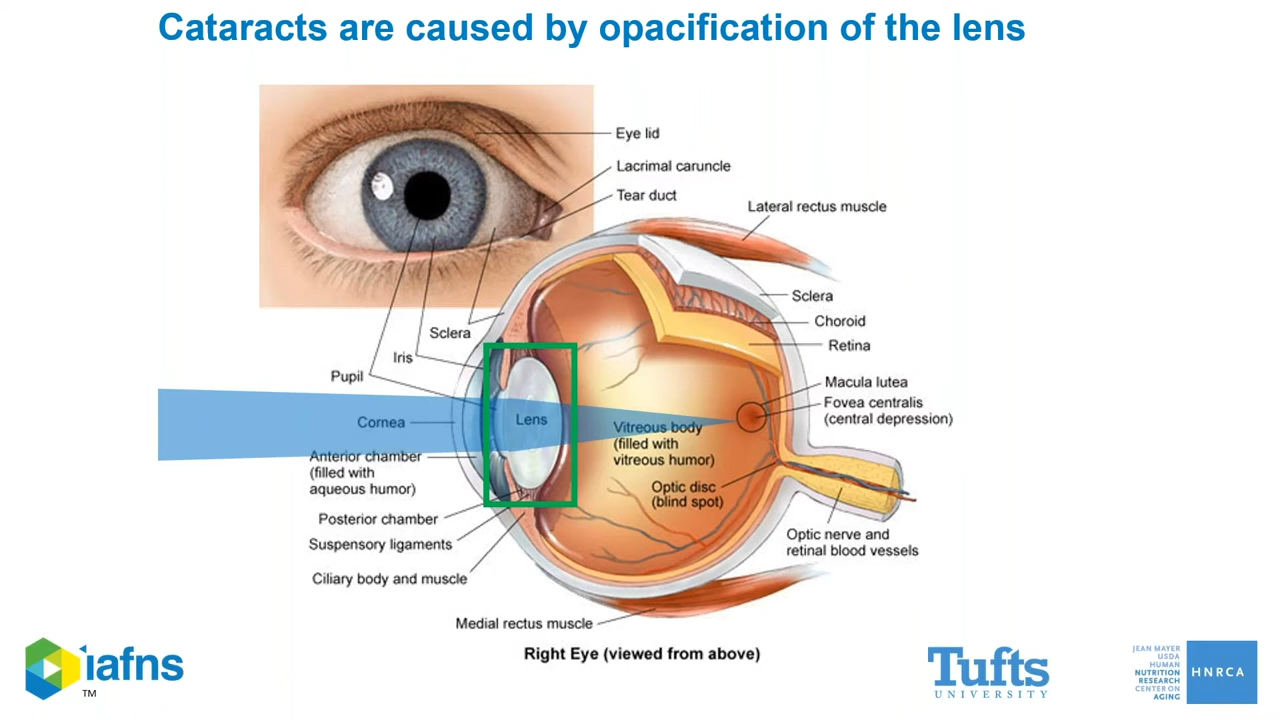 Cataracts are caused by opacification of the lens
Eye lid
Lacrimal caruncle
Tear duct
Lateral rectus muscle
Sclera
Choroid
Retina
Sclera
Iris
Pupil
Macula lutea
Fovea centralis
(central depression)
Cornea
Lens
Vitreous body
(filled with
vitreous humor)
Anterior chamber
(filled with
aqueous humor)
Optic disc
(blind spot)
Posterior chamber
Suspensory ligaments
Ciliary body and muscle
Optic nerve and
retinal blood vessels
Medial rectus muscle
Right Eye (viewed from above)
iafns
TM
Tufts
UNIVERSITY
JEAN MAYER
USDA
HUMAN
NUTRITION
RESEARCH
CENTER ON
AGING
HNRCA